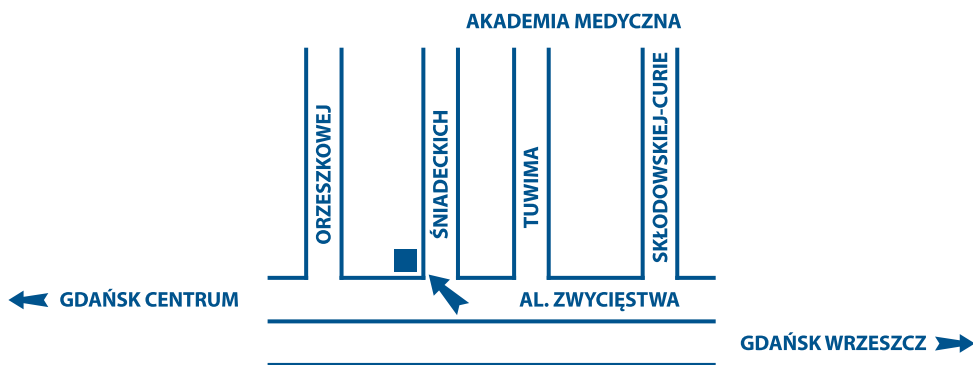 AKADEMIA MEDYCZNA
ORZESZKOWEJ
ŚNIADECKICH
TUWIMA
SKŁODOWSKIEJ-CURIE
GDAŃSK CENTRUM
AL. ZWYCIĘSTWA
GDAŃSK WRZESZCZ